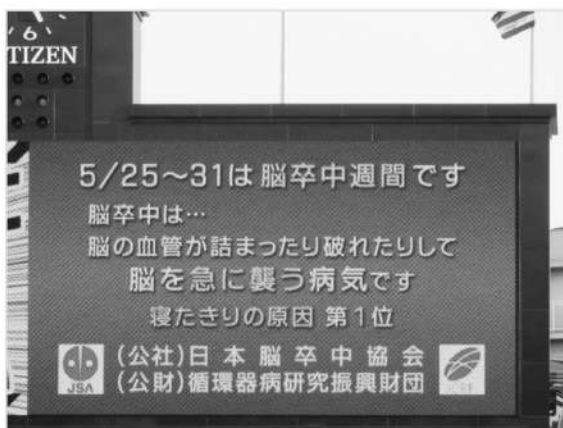 6
TIZEN
5/25～31は脳卒中週間です
脳卒中は…
脳の血管が詰まったり破れたりして
脳を急に襲う病気です
寝たきりの原因 第1位
(公社)日本脳卒中協会
(公財)循環器病研究振興財団
JSA